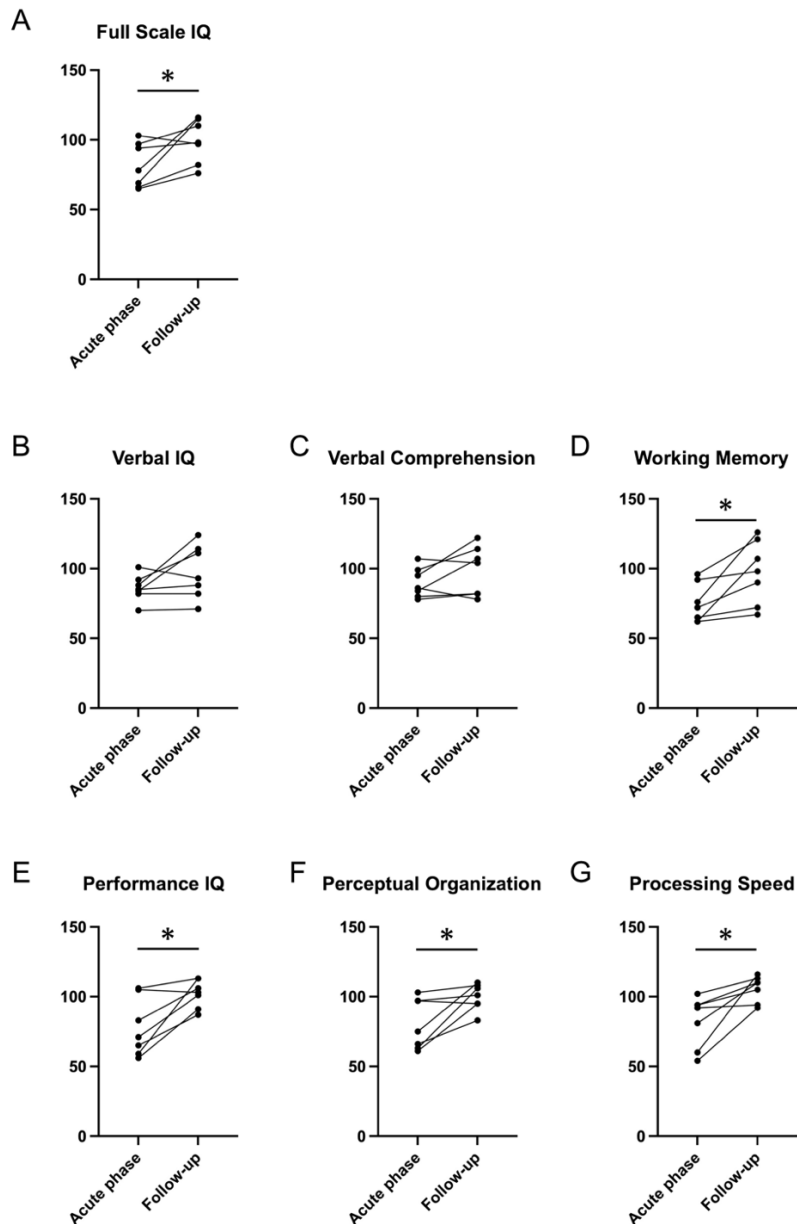 A
Full Scale IQ
150
*
100
50
0
Acute phase
Follow-up
B
Verbal IQ
150
100
50
0
Acute phase
Follow-up
C
Verbal Comprehension
150
100
50
0
Acute phase
Follow-up
D
Working Memory
150
*
100
50
0
Acute phase
Follow-up
E
Performance IQ
150
*
100
50
0
Acute phase
Follow-up
F
Perceptual Organization
150
*
100
50
0
Acute phase
Follow-up
G
Processing Speed
150
*
100
50
0
Acute phase
Follow-up